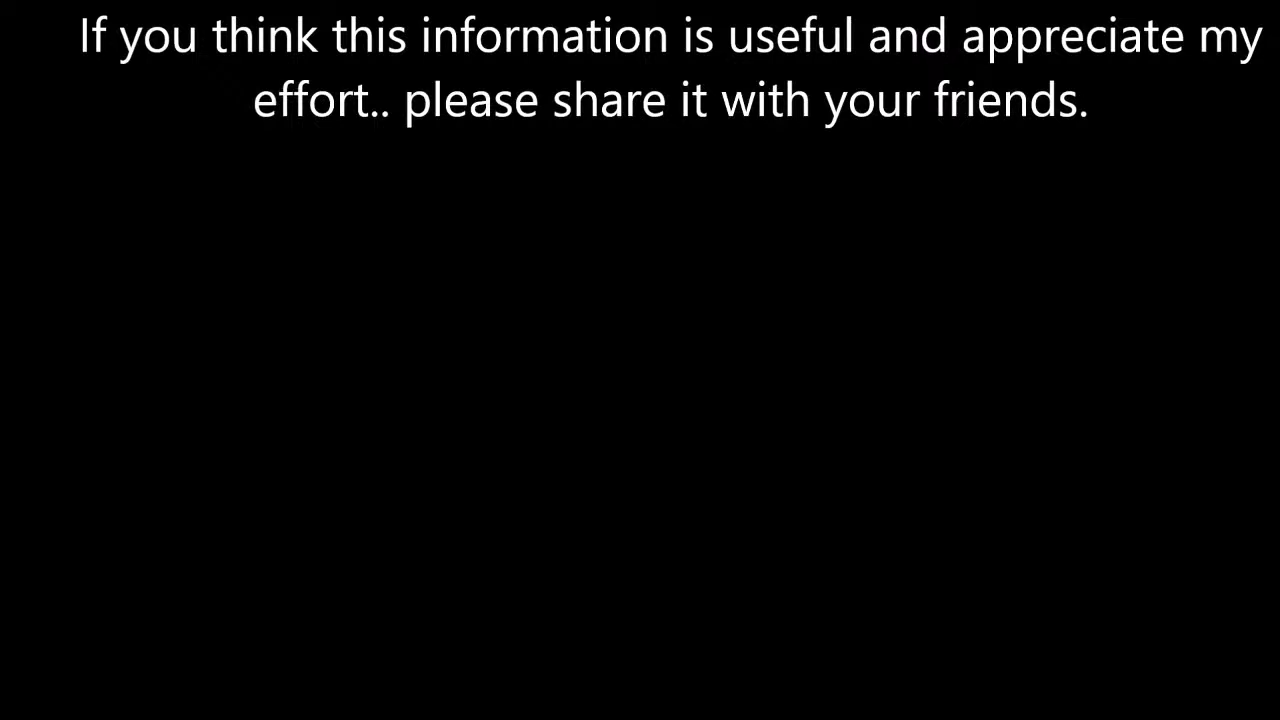 If you think this information is useful and appreciate my
effort.. please share it with your friends.